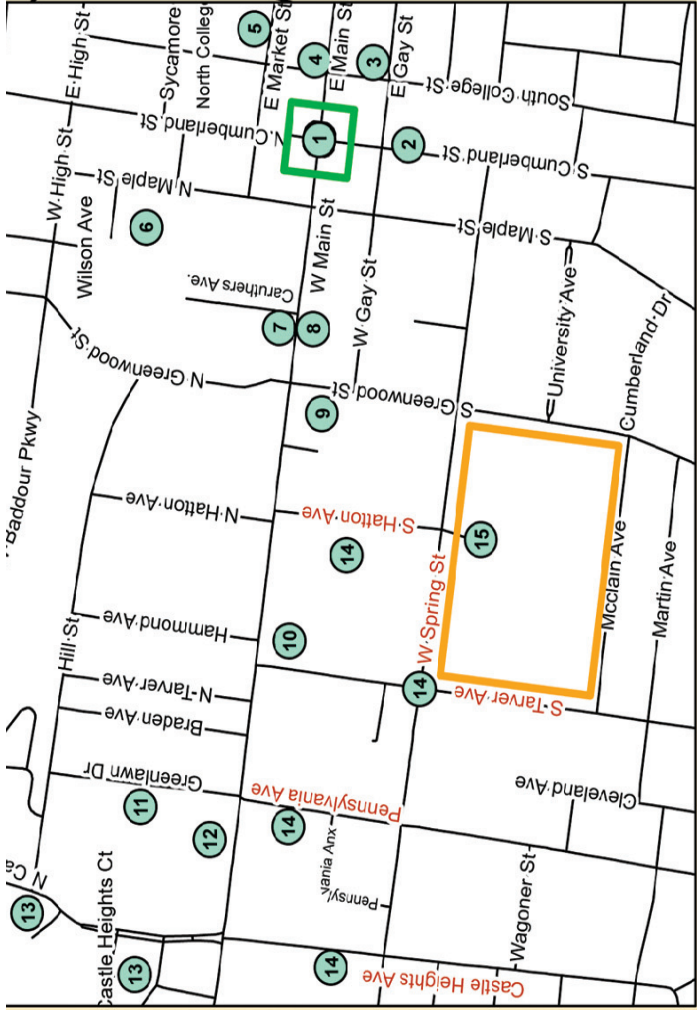 5
4
3
E Main St
E Market St
North Colleg
Sycamore
E High St
E Gay St
South College St
N Cumberland St
1
2
S Cumberland St
W High St
N Maple St
6
Wilson Ave
W Main St
S Maple St
Caruthers Ave.
W Gay St
University Ave
7
8
N Greenwood St
S Greenwood St
Cumberland Dr
Baddour Pkwy
9
N Hatton Ave
S Hatton Ave
14
15
W Spring St
Mcclain Ave
Martin Ave
Hill St
Hammond Ave
10
N Tarver Ave
Braden Ave
14
S Tarver Ave
Greenlawn Dr
11
12
Pennsylvania Ave
14
vania Anx
Pennsyl
Cleveland Ave
Wagoner St
N Ca
13
Castle Heights Ct
13
14
Castle Heights Ave